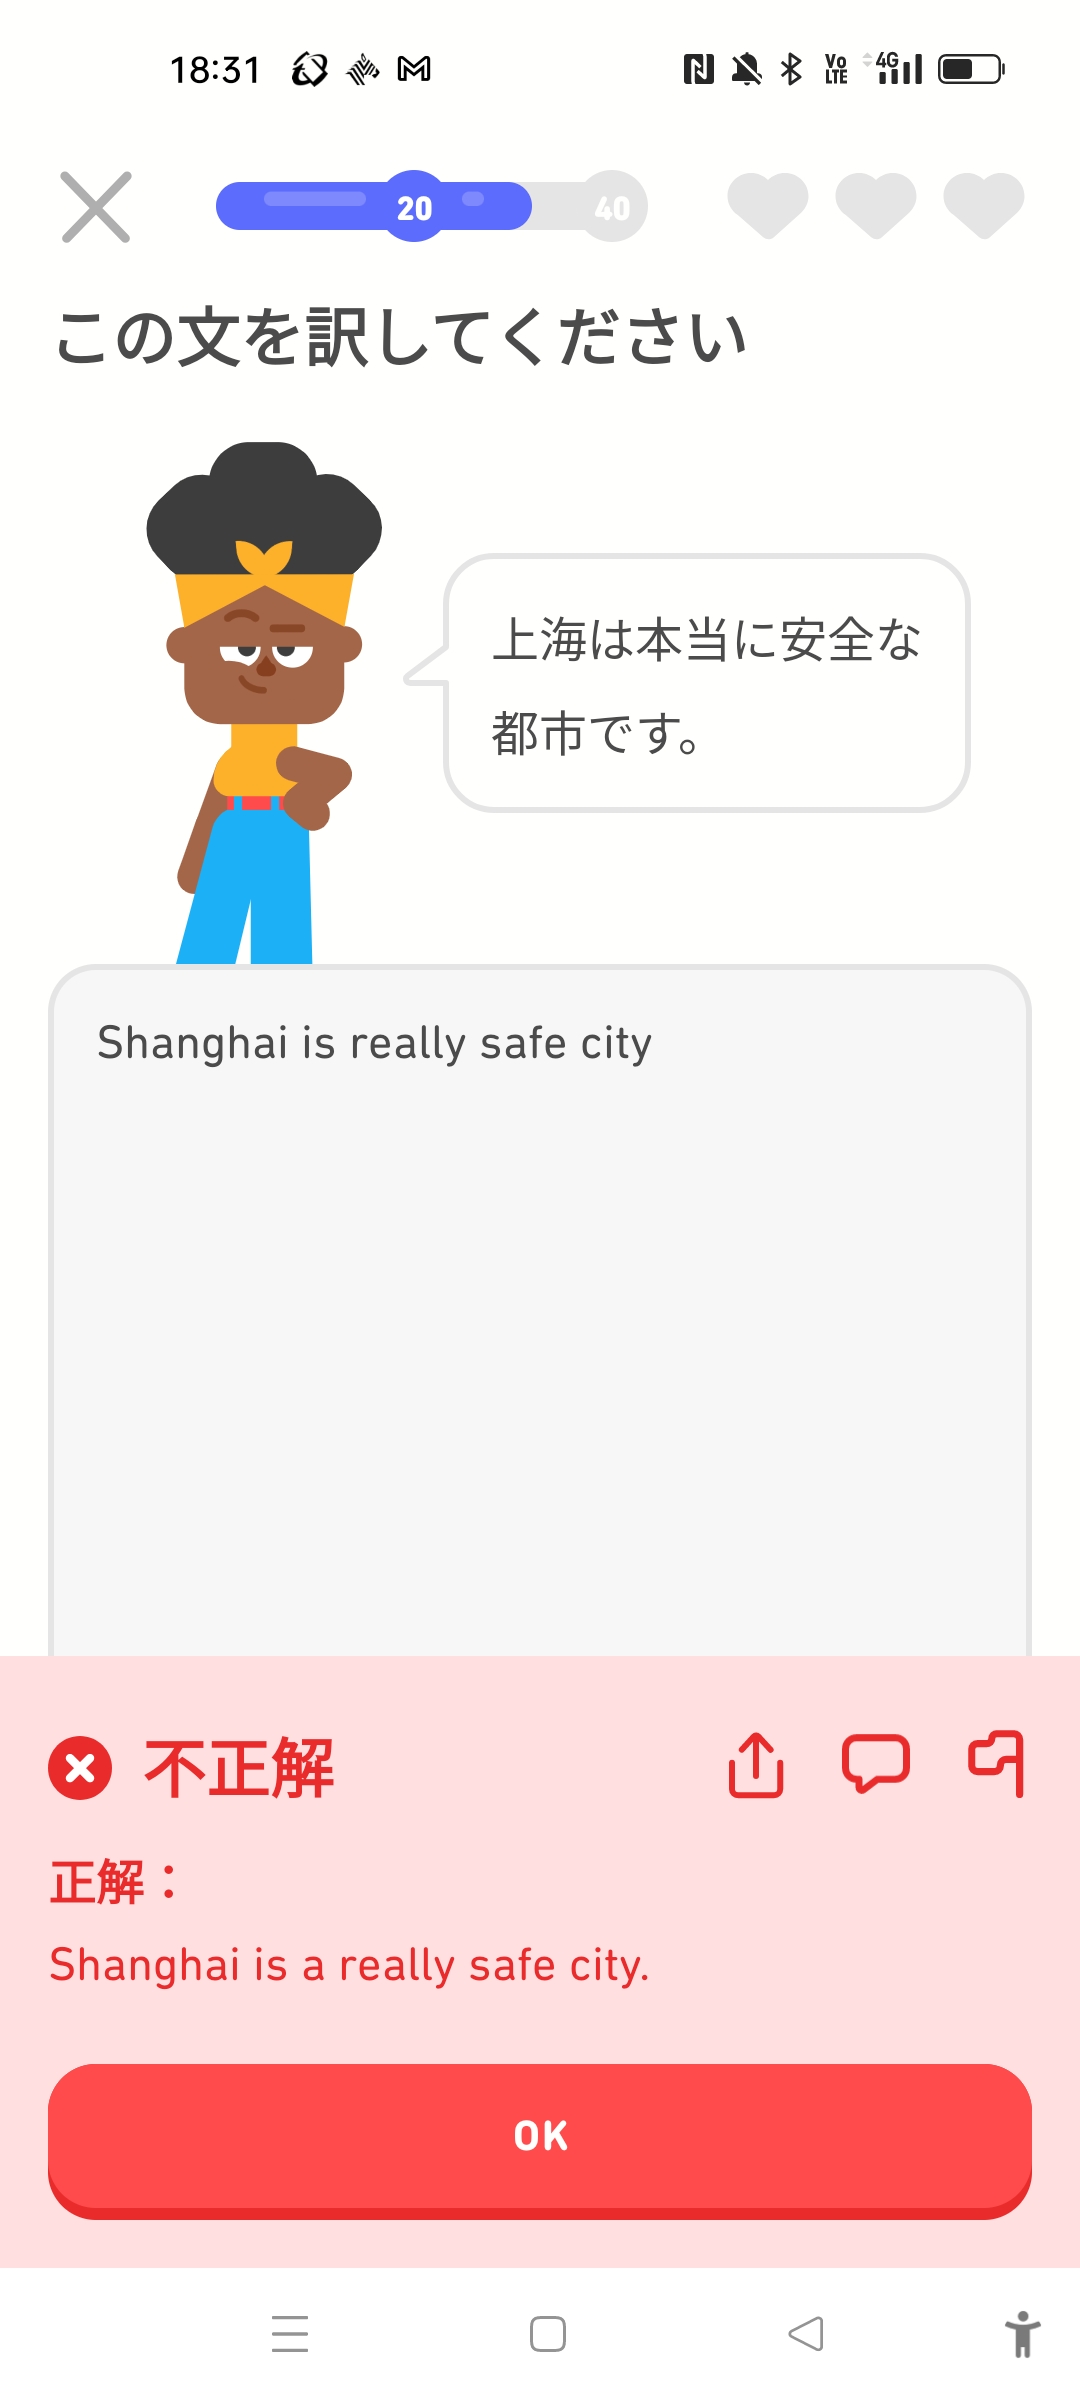 18:31
Vo LTE 4G
20 40
この文を訳してください
上海は本当に安全な
都市です。
Shanghai is really safe city
不正解
正解：
Shanghai is a really safe city.
OK